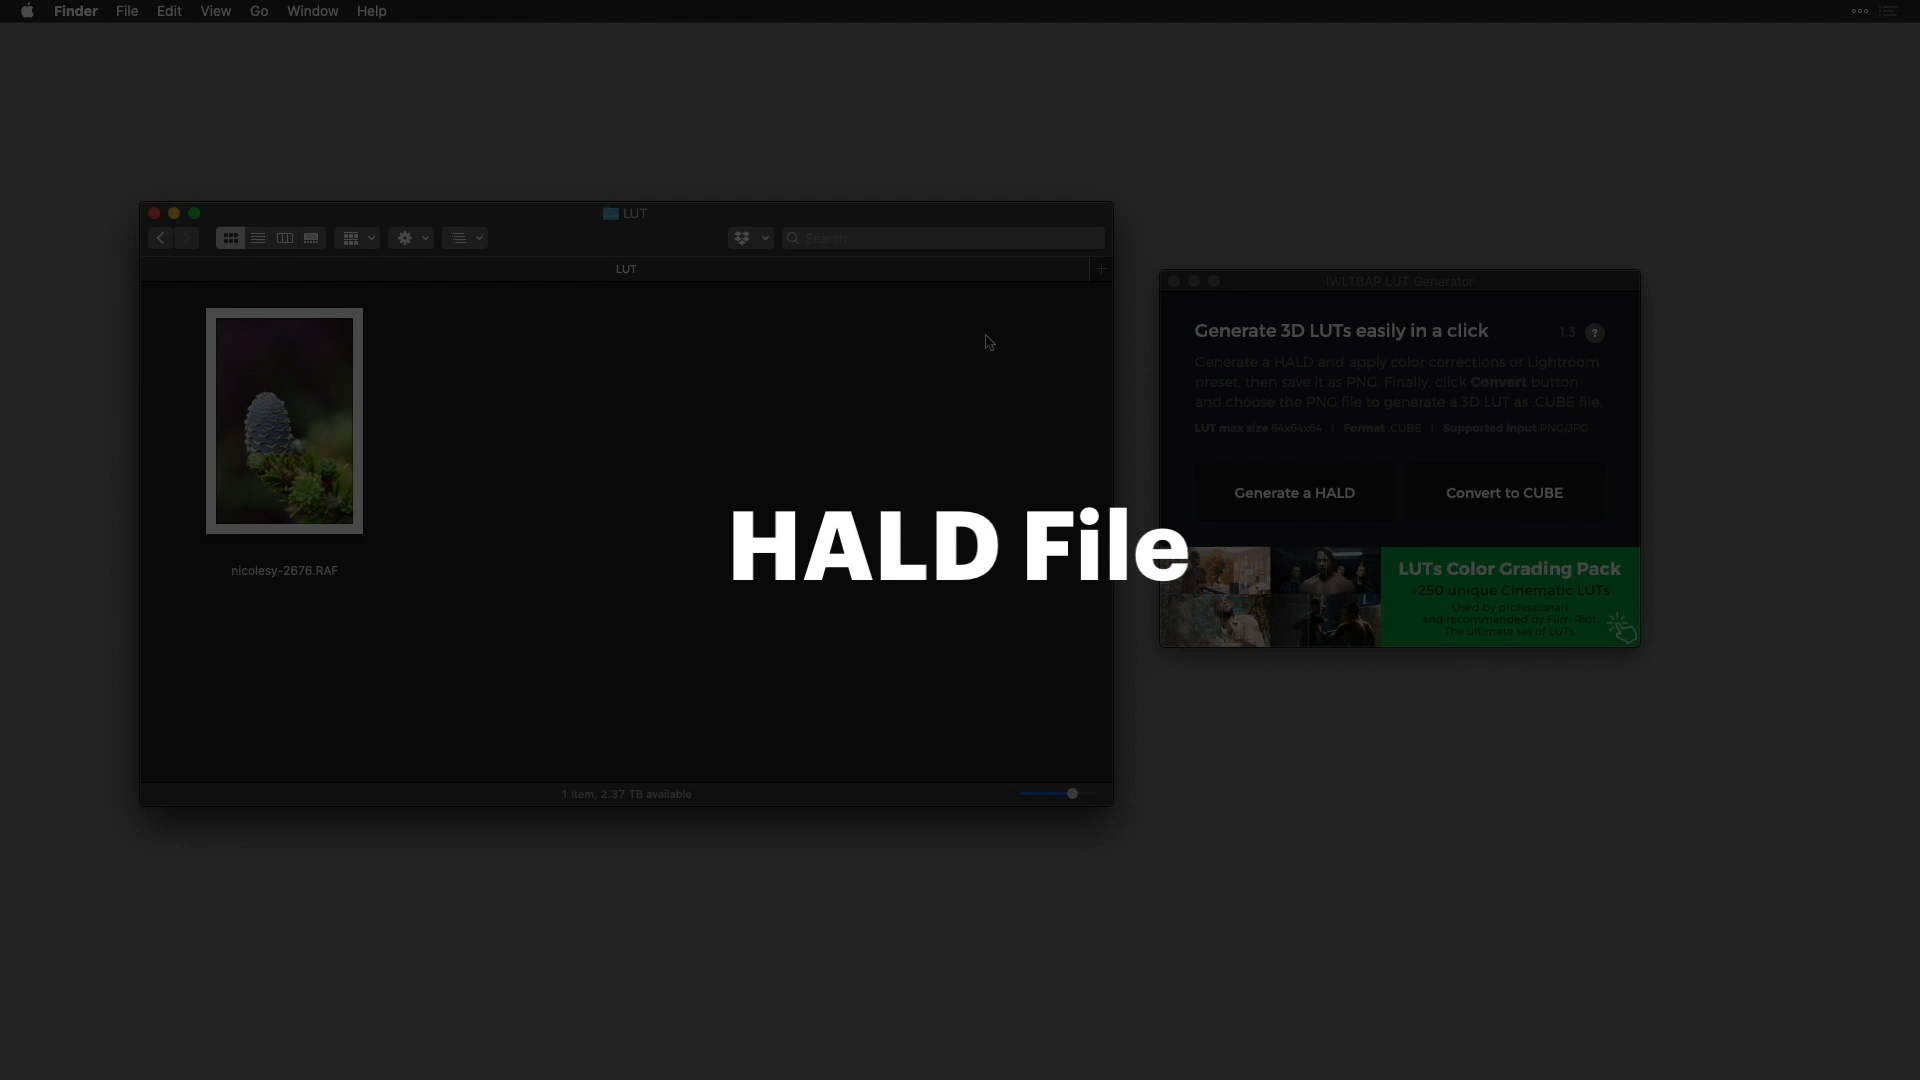 Finder File Edit View Go Window Help
LUT
Search
LUT
nicolesy-2676.RAF
1 item, 2.37 TB available
HALD File
IWLTBAP LUT Generator
Generate 3D LUTs easily in a click 1.3 ?
Generate a HALD and apply color corrections or Lightroom
preset, then save it as PNG. Finally, click Convert button
and choose the PNG file to generate a 3D LUT as .CUBE file.
LUT max size 64x64x64 | Format .CUBE | Supported input PNG/JPG
Generate a HALD Convert to CUBE
LUTs Color Grading Pack
+250 unique Cinematic LUTs
Used by professionals
and recommended by Film Riot.
The ultimate set of LUTs.